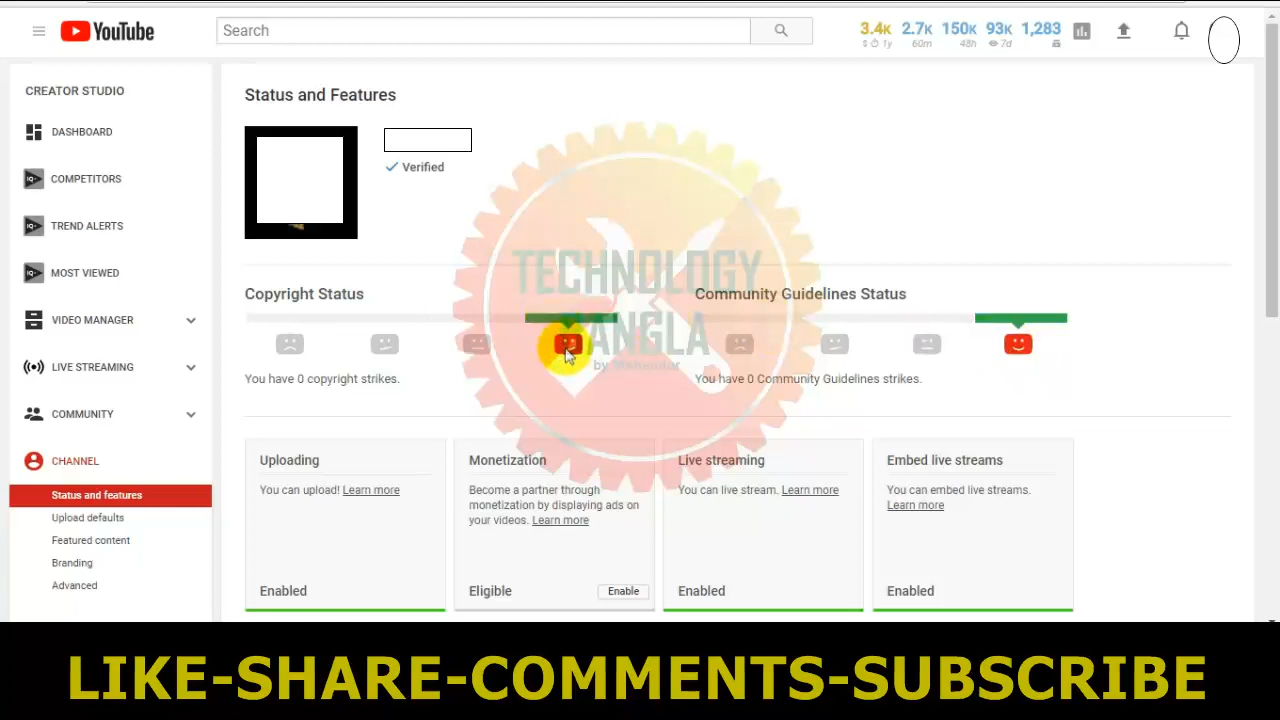 YouTube
Search
3.4K 2.7K 150K 93K 1,283
1y 60m 48h 7d
CREATOR STUDIO
DASHBOARD
COMPETITORS
TREND ALERTS
MOST VIEWED
VIDEO MANAGER
LIVE STREAMING
COMMUNITY
CHANNEL
Status and features
Upload defaults
Featured content
Branding
Advanced
Status and Features
Verified
TECHNOLOGY
BANGLA
Copyright Status
You have 0 copyright strikes.
Community Guidelines Status
You have 0 Community Guidelines strikes.
Uploading
You can upload! Learn more
Enabled
Monetization
Become a partner through
monetization by displaying ads on
your videos. Learn more
Eligible
Enable
Live streaming
You can live stream. Learn more
Enabled
Embed live streams
You can embed live streams.
Learn more
Enabled
LIKE-SHARE-COMMENTS-SUBSCRIBE